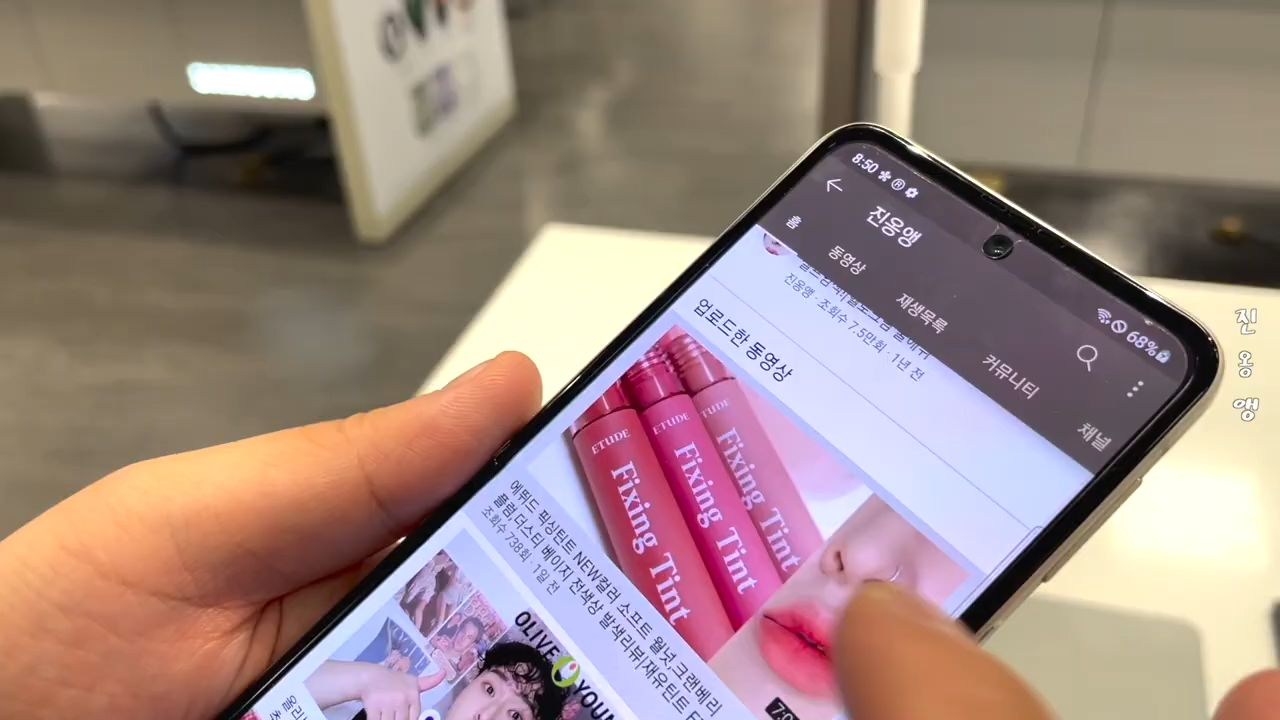 8:50
68%
진옹앵
홈
동영상
재생목록
커뮤니티
채널
진옹앵 · 조회수 7.5만회 · 1년 전
업로드한 동영상
ETUDE
Fixing Tint
ETUDE
Fixing Tint
ETUDE
Fixing Tint
에뛰드 픽싱틴트 NEW컬러 소프트 월넛,크랜베리
플럼,더스티 베이지 전색상 발색리뷰/재유틴트
조회수 738회 · 1일 전
OLIVE YOUN
진
옹
앵